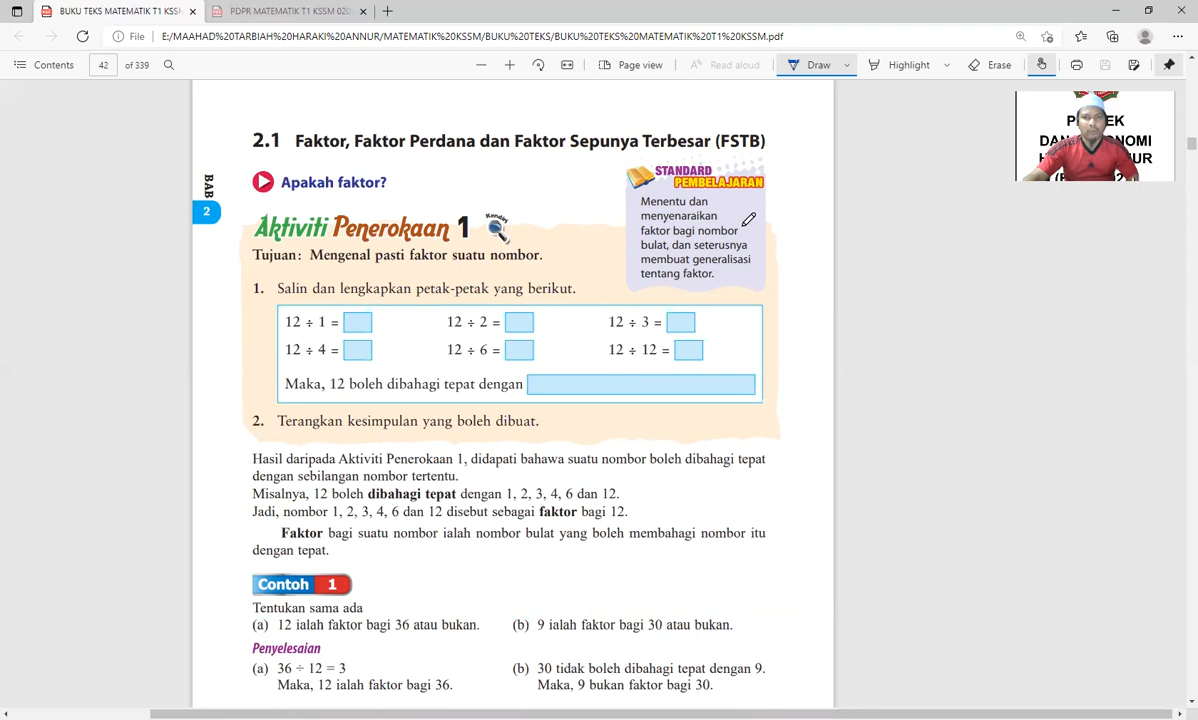 BUKU TEKS MATEMATIK T1 KSSM
PDPR MATEMATIK T1 KSSM 020
File
E:/MAAHAD%20TARBIAH%20HARAKI%20ANNUR/MATEMATIK%20KSSM/BUKU%20TEKS/BUKU%20TEKS%20MATEMATIK%20T1%20KSSM.pdf
Contents
42
of 339
Page view
Read aloud
Draw
Highlight
Erase
2.1 Faktor, Faktor Perdana dan Faktor Sepunya Terbesar (FSTB)
BAB
2
Apakah faktor?
STANDARD
PEMBELAJARAN
Menentu dan
menyenaraikan
faktor bagi nombor
bulat, dan seterusnya
membuat generalisasi
tentang faktor.
Aktiviti Penerokaan 1
Kendiri
Tujuan: Mengenal pasti faktor suatu nombor.
1. Salin dan lengkapkan petak-petak yang berikut.
12 ÷ 1 = 12 ÷ 2 = 12 ÷ 3 =
12 ÷ 4 = 12 ÷ 6 = 12 ÷ 12 =
Maka, 12 boleh dibahagi tepat dengan
2. Terangkan kesimpulan yang boleh dibuat.
Hasil daripada Aktiviti Penerokaan 1, didapati bahawa suatu nombor boleh dibahagi tepat
dengan sebilangan nombor tertentu.
Misalnya, 12 boleh dibahagi tepat dengan 1, 2, 3, 4, 6 dan 12.
Jadi, nombor 1, 2, 3, 4, 6 dan 12 disebut sebagai faktor bagi 12.
Faktor bagi suatu nombor ialah nombor bulat yang boleh membahagi nombor itu
dengan tepat.
Contoh 1
Tentukan sama ada
(a) 12 ialah faktor bagi 36 atau bukan. (b) 9 ialah faktor bagi 30 atau bukan.
Penyelesaian
(a) 36 ÷ 12 = 3 (b) 30 tidak boleh dibahagi tepat dengan 9.
Maka, 12 ialah faktor bagi 36. Maka, 9 bukan faktor bagi 30.